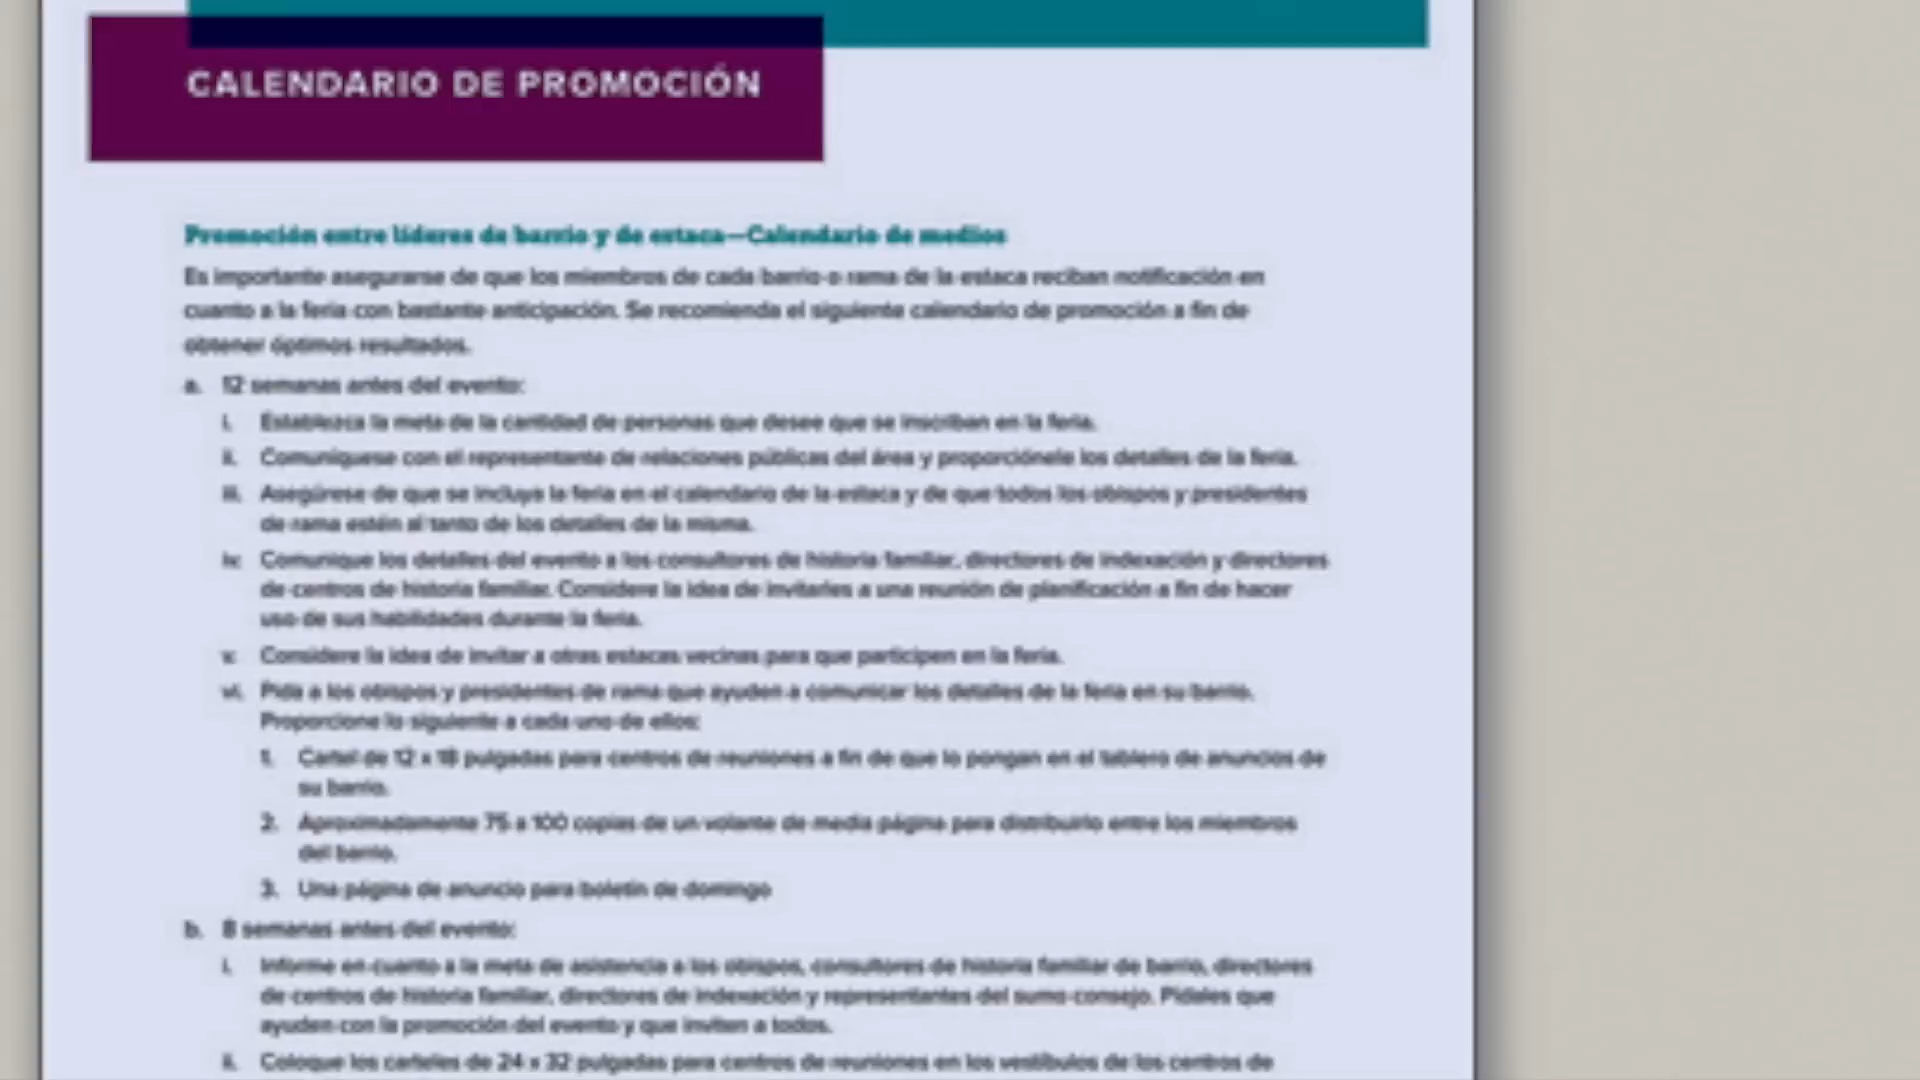 CALENDARIO DE PROMOCIÓN
Promoción entre líderes de barrio y de estaca—Calendario de medios
Es importante asegurarse de que los miembros de cada barrio o rama de la estaca reciban notificación en
cuanto a la feria con bastante anticipación. Se recomienda el siguiente calendario de promoción a fin de
obtener óptimos resultados.
a. 12 semanas antes del evento:
i. Establezca la meta de la cantidad de personas que desee que se inscriban en la feria.
ii. Comuníquese con el representante de relaciones públicas del área y proporciónele los detalles de la feria.
iii. Asegúrese de que se incluya la feria en el calendario de la estaca y de que todos los obispos y presidentes
de rama estén al tanto de los detalles de la misma.
iv. Comunique los detalles del evento a los consultores de historia familiar, directores de indexación y directores
de centros de historia familiar. Considere la idea de invitarles a una reunión de planificación a fin de hacer
uso de sus habilidades durante la feria.
v. Considere la idea de invitar a otras estacas vecinas para que participen en la feria.
vi. Pida a los obispos y presidentes de rama que ayuden a comunicar los detalles de la feria en su barrio.
Proporcione lo siguiente a cada uno de ellos:
1. Cartel de 12 x 18 pulgadas para centros de reuniones a fin de que lo pongan en el tablero de anuncios de
su barrio.
2. Aproximadamente 75 a 100 copias de un volante de media página para distribuirlo entre los miembros
del barrio.
3. Una página de anuncio para boletín de domingo
b. 8 semanas antes del evento:
i. Informe en cuanto a la meta de asistencia a los obispos, consultores de historia familiar de barrio, directores
de centros de historia familiar, directores de indexación y representantes del sumo consejo. Pídales que
ayuden con la promoción del evento y que inviten a todos.
ii. Coloque los carteles de 24 x 32 pulgadas para centros de reuniones en los vestíbulos de los centros de